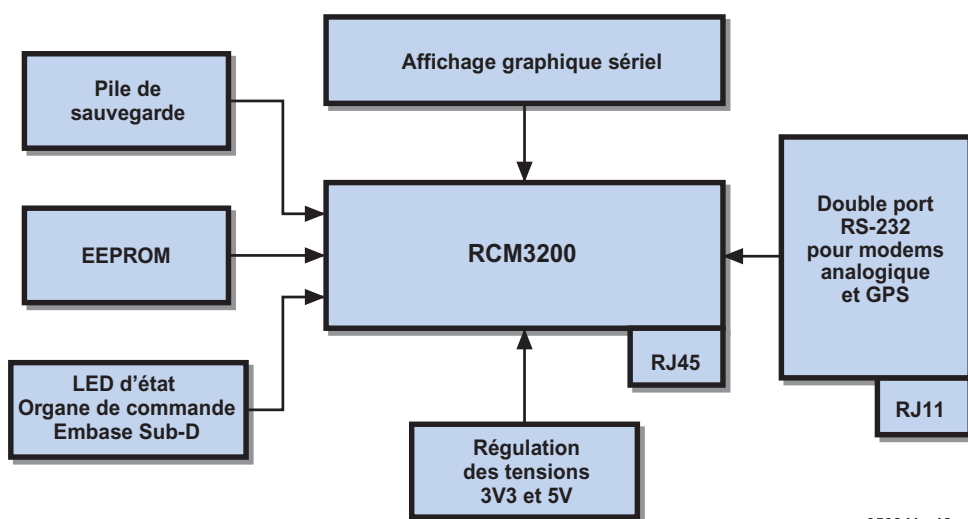 Affichage graphique sériel
Pile de
sauvegarde
EEPROM
LED d'état
Organe de commande
Embase Sub-D
RCM3200
RJ45
Régulation
des tensions
3V3 et 5V
Double port
RS-232
pour modems
analogique
et GPS
RJ11